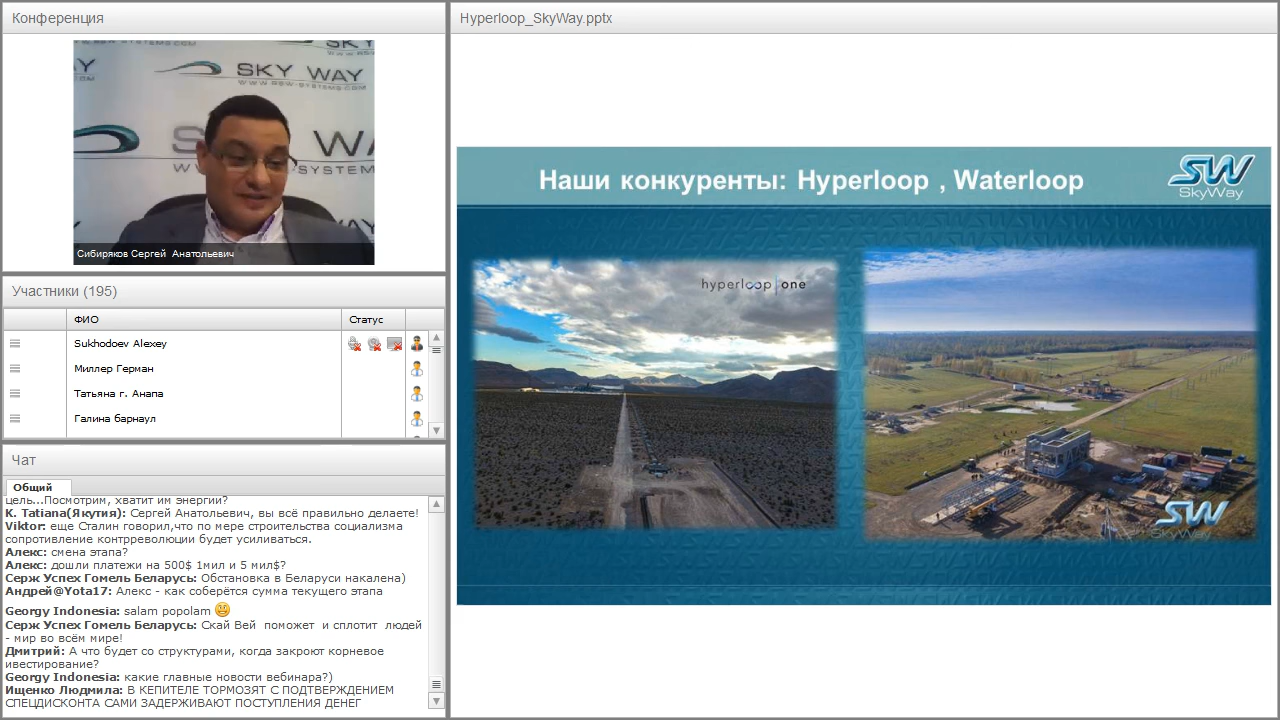 Конференция
SKY WAY
WWW.RSW-SYSTEMS.COM
Сибиряков Сергей Анатольевич
Участники (195)
ФИО
Статус
Sukhodoev Alexey
Миллер Герман
Татьяна г. Анапа
Галина барнаул
Чат
Общий
цель...Посмотрим, хватит им энергии?
К. Tatiana(Якутия): Сергей Анатольевич, вы всё правильно делаете!
Viktor: еще Сталин говорил,что по мере строительства социализма
сопротивление контрреволюции будет усиливаться.
Алекс: смена этапа?
Алекс: дошли платежи на 500$ 1мил и 5 мил$?
Серж Успех Гомель Беларусь: Обстановка в Беларуси накалена)
Андрей@Yota17: Алекс - как соберётся сумма текущего этапа
Georgy Indonesia: salam popolam
Серж Успех Гомель Беларусь: Скай Вей поможет и сплотит людей
- мир во всём мире!
Дмитрий: А что будет со структурами, когда закроют корневое
ивестирование?
Georgy Indonesia: какие главные новости вебинара?)
Ищенко Людмила: В КЕПИТЕЛЕ ТОРМОЗЯТ С ПОДТВЕРЖДЕНИЕМ
СПЕЦДИСКОНТА САМИ ЗАДЕРЖИВАЮТ ПОСТУПЛЕНИЯ ДЕНЕГ
Hyperloop_SkyWay.pptx
Наши конкуренты: Hyperloop , Waterloop
SW
SkyWay
hyperloop one
SW
SkyWay